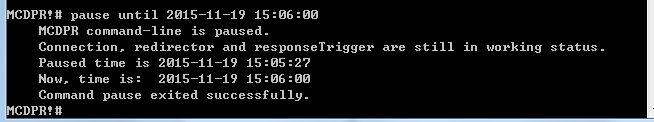 MCDPR!# pause until 2015-11-19 15:06:00
MCDPR command-line is paused.
Connection, redirector and responseTrigger are still in working status.
Paused time is 2015-11-19 15:05:27
Now, time is:  2015-11-19 15:06:00
Command pause exited successfully.
MCDPR!#